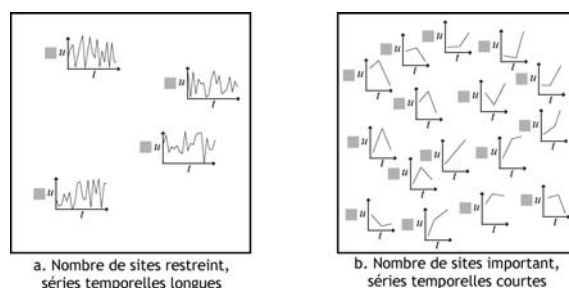 u
t
u
t
u
t
u
t
a. Nombre de sites restreint,
séries temporelles longues
u
t
u
t
u
t
u
t
u
t
u
t
u
t
u
t
u
t
u
t
u
t
u
t
u
t
u
t
u
t
u
t
b. Nombre de sites important,
séries temporelles courtes